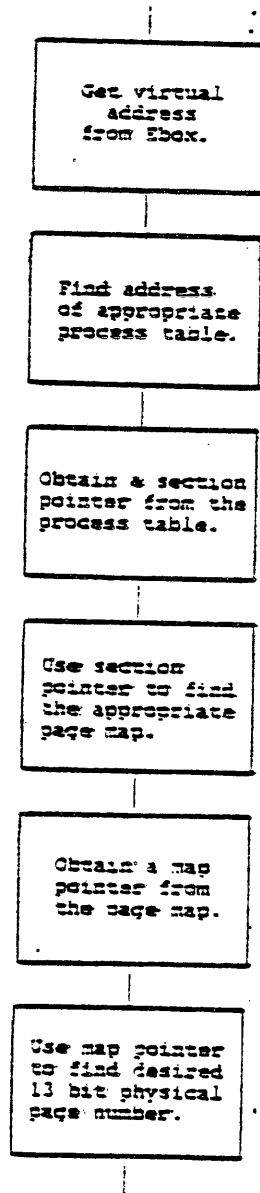 Get virtual
address
from Ebox.
Find address
of appropriate
process table.
Obtain a section
pointer from the
process table.
Use section
pointer to find
the appropriate
page map.
Obtain a map
pointer from
the page map.
Use map pointer
to find desired
13 bit physical
page number.